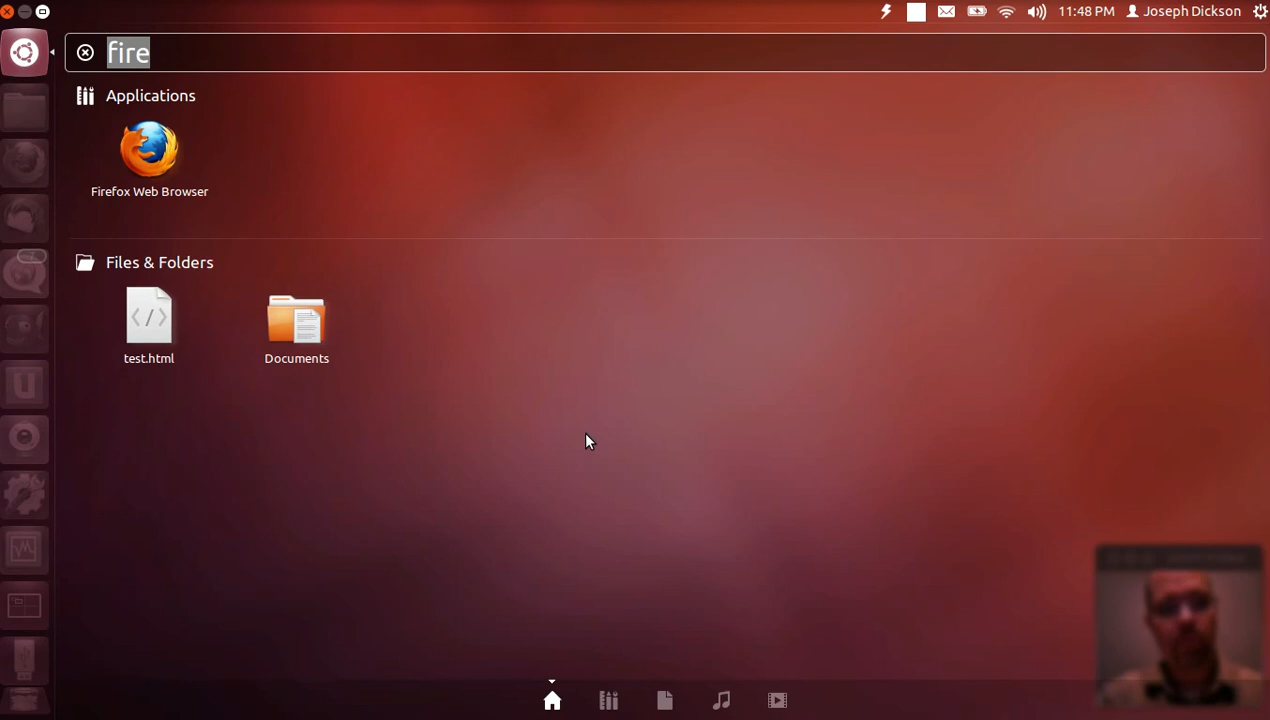 11:48 PM Joseph Dickson
fire
Applications
Firefox Web Browser
Files & Folders
test.html Documents